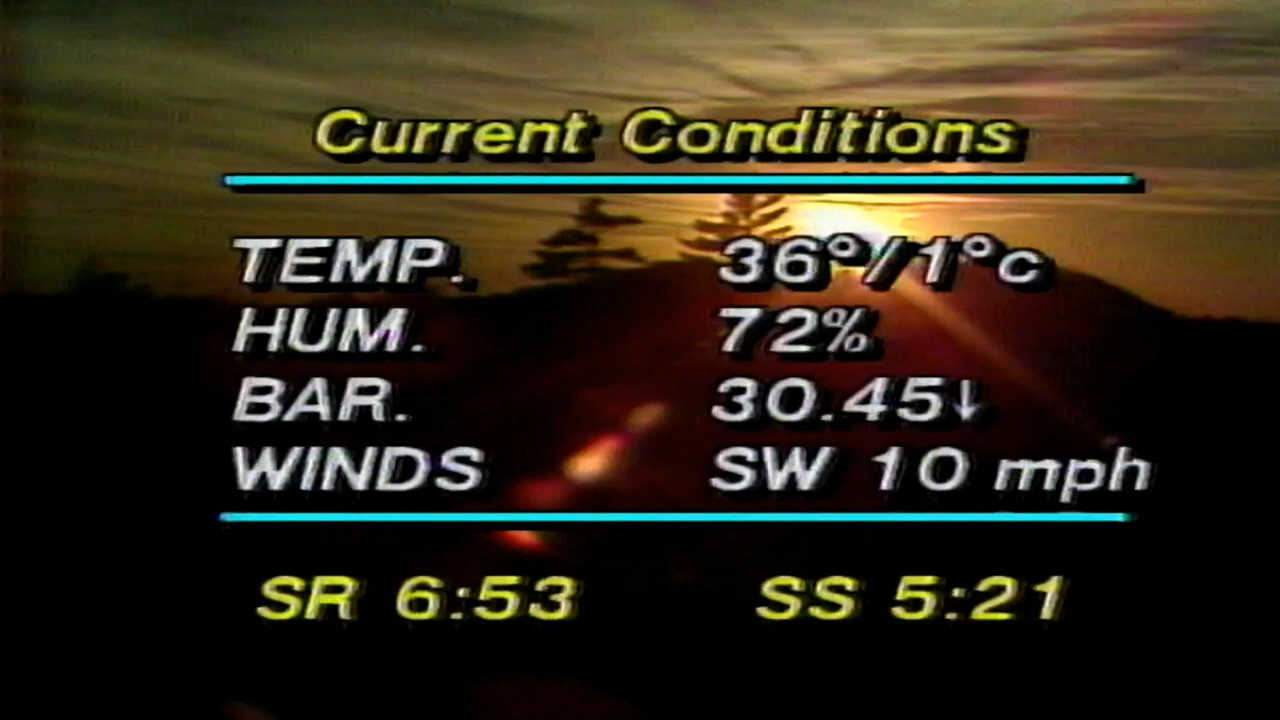 Current Conditions
TEMP. 36°/1°c
HUM. 72%
BAR. 30.45↓
WINDS SW 10 mph
SR 6:53 SS 5:21